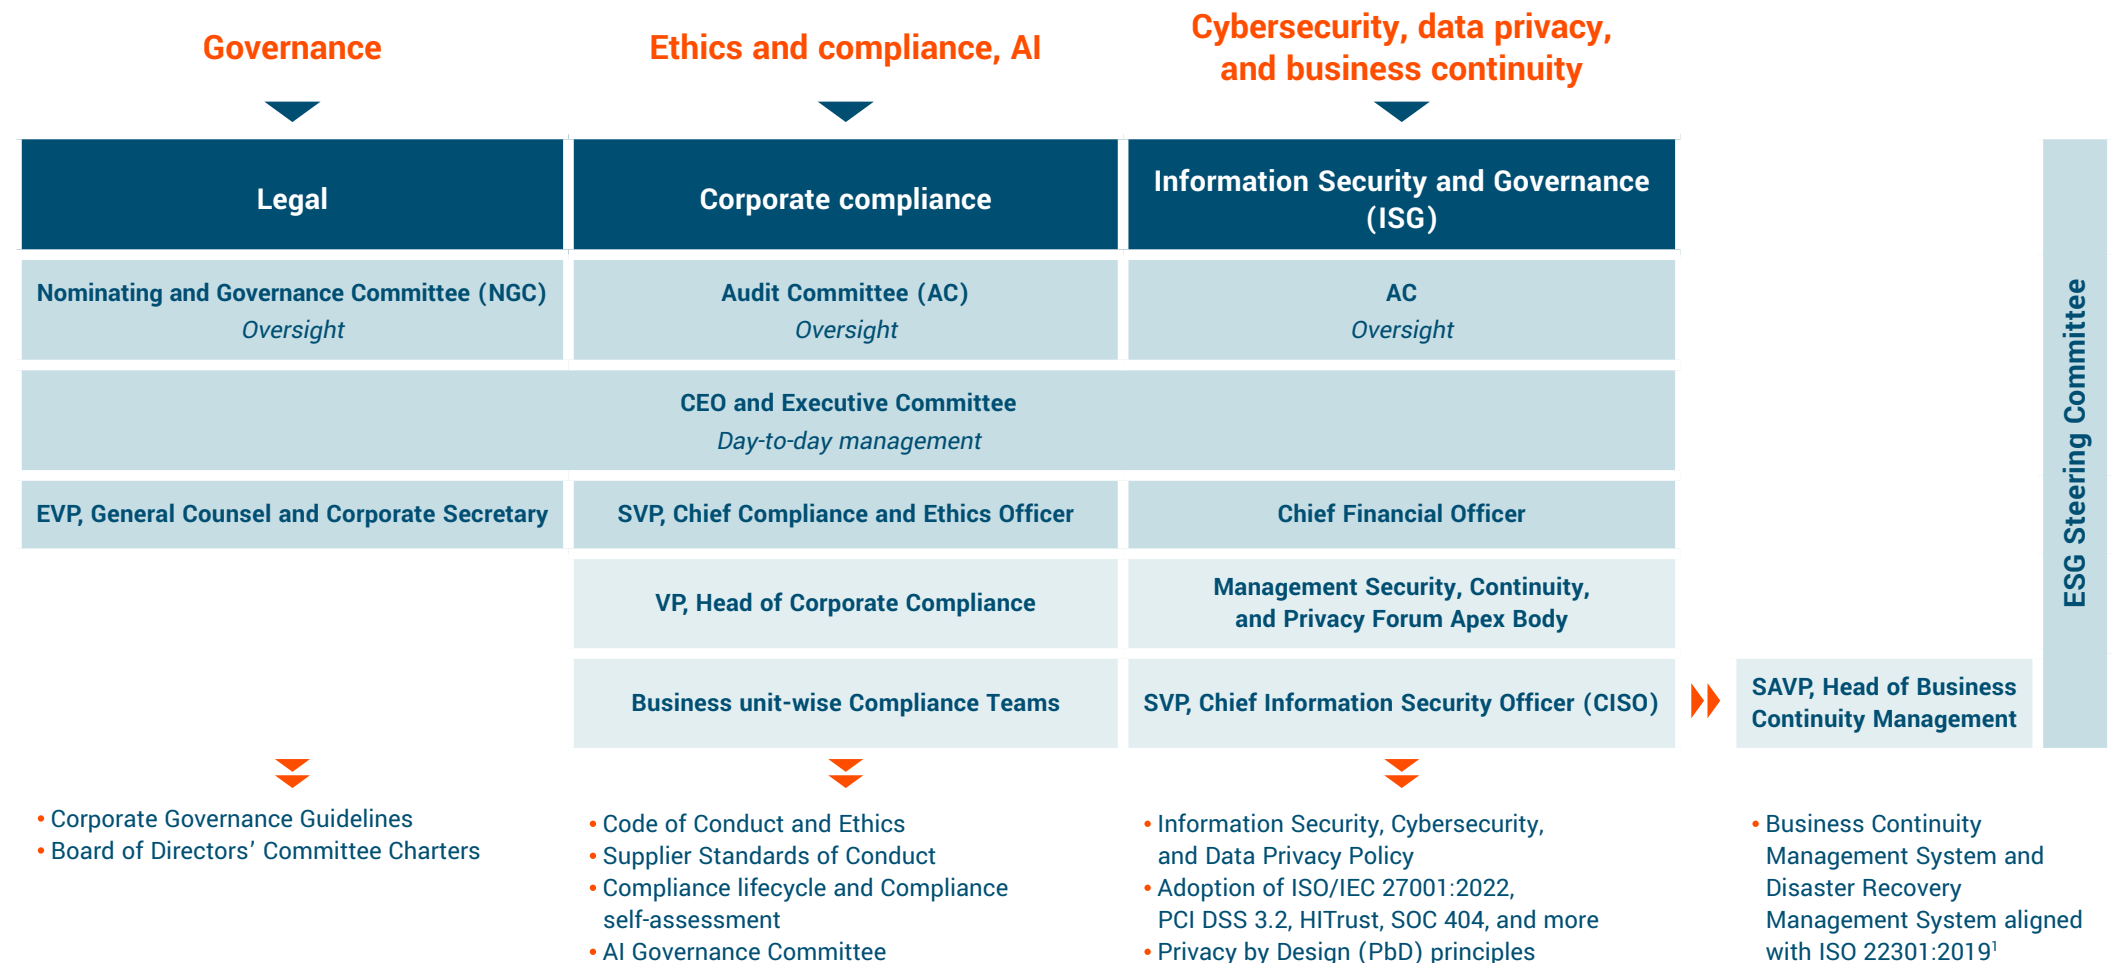 Governance
Ethics and compliance, AI
Cybersecurity, data privacy,
and business continuity
Legal
Corporate compliance
Information Security and Governance
(ISG)
Nominating and Governance Committee (NGC)
Oversight
Audit Committee (AC)
Oversight
AC
Oversight
CEO and Executive Committee
Day-to-day management
EVP, General Counsel and Corporate Secretary
SVP, Chief Compliance and Ethics Officer
Chief Financial Officer
VP, Head of Corporate Compliance
Management Security, Continuity,
and Privacy Forum Apex Body
Business unit-wise Compliance Teams
SVP, Chief Information Security Officer (CISO)
SAVP, Head of Business
Continuity Management
ESG Steering Committee
• Corporate Governance Guidelines
• Board of Directors’ Committee Charters
• Code of Conduct and Ethics
• Supplier Standards of Conduct
• Compliance lifecycle and Compliance
self-assessment
• AI Governance Committee
• Information Security, Cybersecurity,
and Data Privacy Policy
• Adoption of ISO/IEC 27001:2022,
PCI DSS 3.2, HITrust, SOC 404, and more
• Privacy by Design (PbD) principles
• Business Continuity
Management System and
Disaster Recovery
Management System aligned
with ISO 22301:2019¹